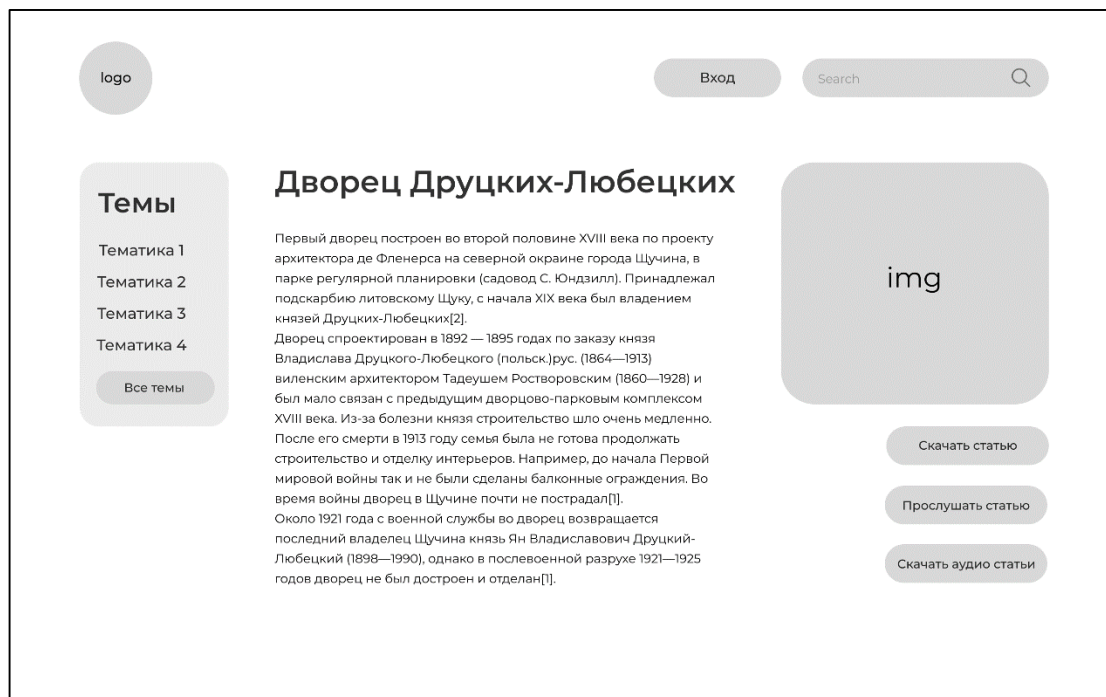 logo
Вход
Search
Темы
Тематика 1
Тематика 2
Тематика 3
Тематика 4
Все темы
Дворец Друцких-Любецких
Первый дворец построен во второй половине XVIII века по проекту
архитектора де Фленерса на северной окраине города Щучина, в
парке регулярной планировки (садовод С. Юндзилл). Принадлежал
подскарбию литовскому Щуку, с начала XIX века был владением
князей Друцких-Любецких[2].
Дворец спроектирован в 1892 — 1895 годах по заказу князя
Владислава Друцкого-Любецкого (польск.)рус. (1864—1913)
виленским архитектором Тадеушем Ростворовским (1860—1928) и
был мало связан с предыдущим дворцово-парковым комплексом
XVIII века. Из-за болезни князя строительство шло очень медленно.
После его смерти в 1913 году семья была не готова продолжать
строительство и отделку интерьеров. Например, до начала Первой
мировой войны так и не были сделаны балконные ограждения. Во
время войны дворец в Щучине почти не пострадал[1].
Около 1921 года с военной службы во дворец возвращается
последний владелец Щучина князь Ян Владиславович Друцкий-
Любецкий (1898—1990), однако в послевоенной разрухе 1921—1925
годов дворец не был достроен и отделан[1].
img
Скачать статью
Прослушать статью
Скачать аудио статьи